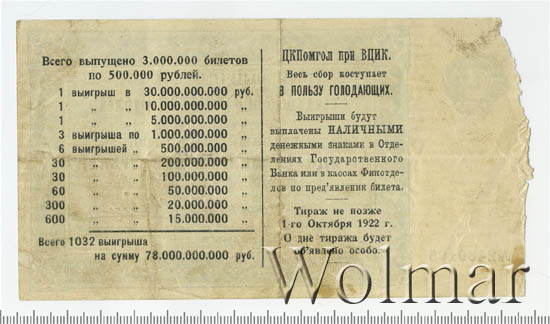 Всего выпущено 3.000.000 билетов
по 500.000 рублей.
1 выигрыш в 30.000.000.000 руб.
1 „ „ 10.000.000.000 „
1 „ „ 5.000.000.000 „
3 выигрыша по 1.000.000.000 „
6 выигрышей „ 500.000.000 „
30 „ „ 200.000.000 „
30 „ „ 100.000.000 „
60 „ „ 50.000.000 „
300 „ „ 20.000.000 „
600 „ „ 15.000.000 „
Всего 1032 выигрыша
на сумму 78.000.000.000 руб.
ЦКПомгол при ВЦИК.
Весь сбор поступает
В ПОЛЬЗУ ГОЛОДАЮЩИХ.
Выигрыши будут
выплачены НАЛИЧНЫМИ
денежными знаками в Отде-
лениях Государственного
Банка или в кассах Финотде-
лов по пред'явлении билета.
Тираж не позже
1-го Октября 1922 г.
О дне тиража будет
об'явлено особо.
Wolmar